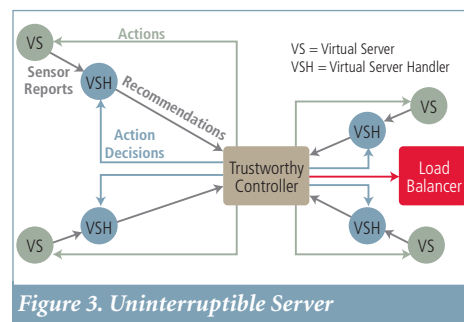 VS
Actions
VS = Virtual Server
VSH = Virtual Server Handler
Sensor
Reports
VSH
Recommendations
VS
VSH
Action
Decisions
Trustworthy
Controller
Load
Balancer
VS
VSH
VSH
VS
Figure 3. Uninterruptible Server